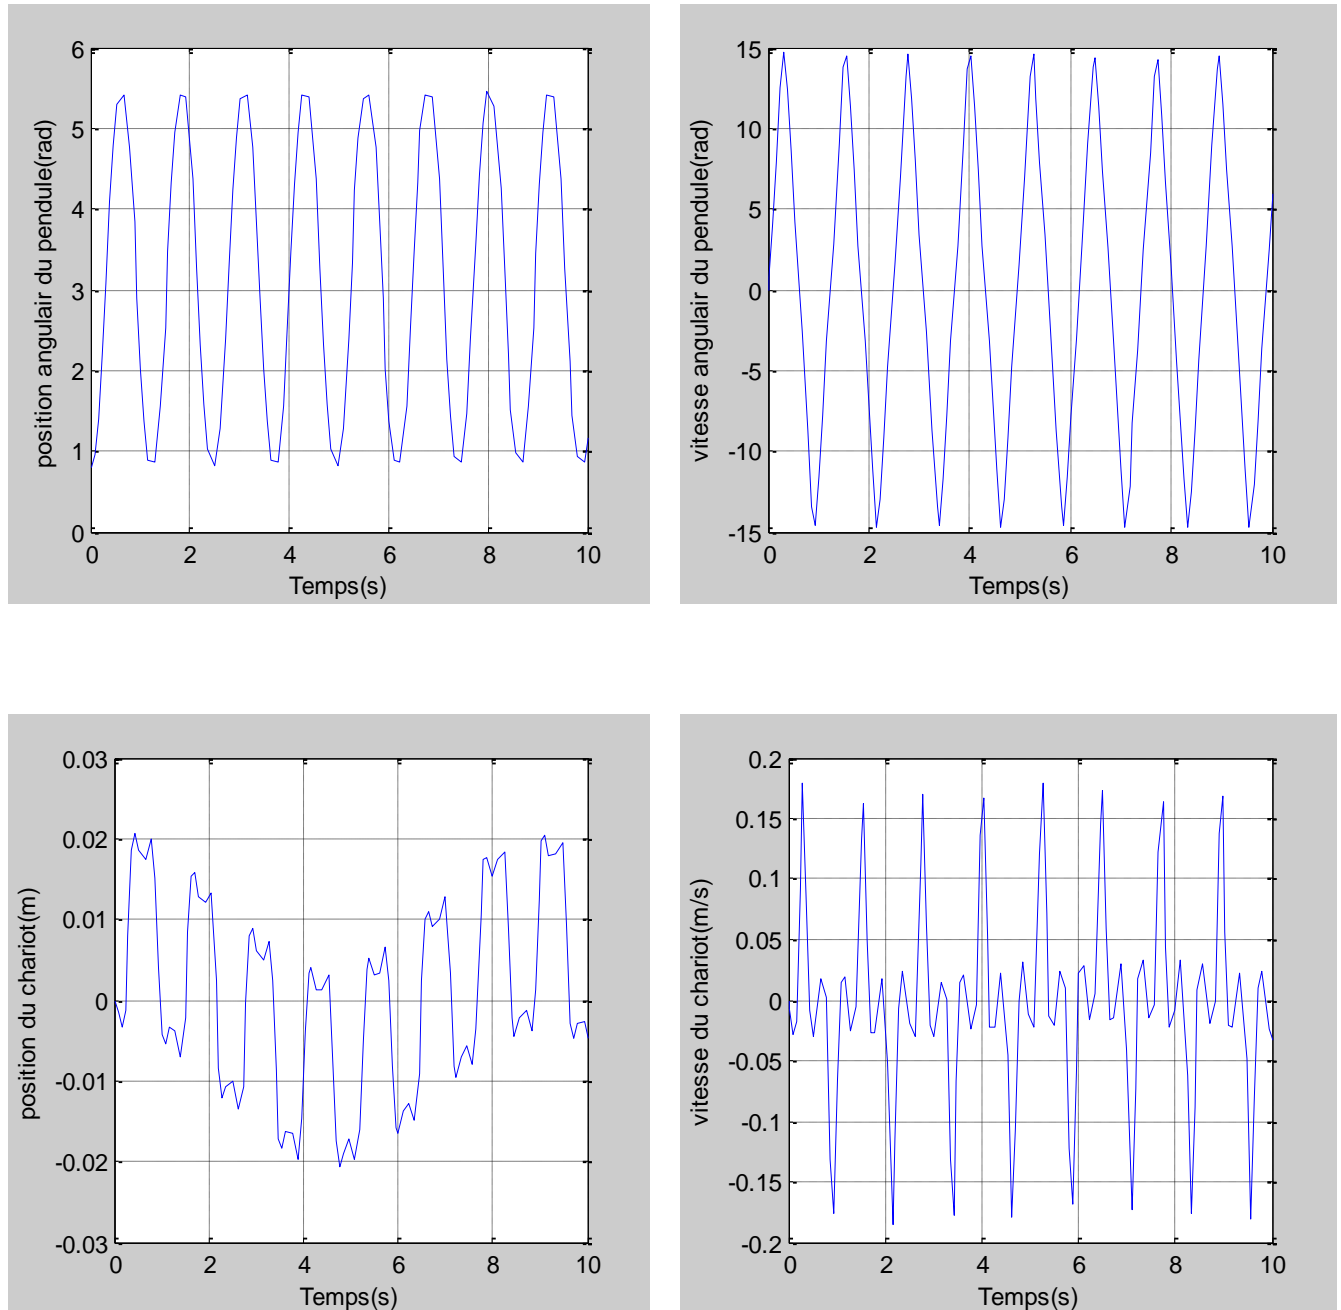 6
5
4
3
2
1
0
0 2 4 6 8 10
position angulair du pendule(rad)
Temps(s)
15
10
5
0
-5
-10
-15
0 2 4 6 8 10
vitesse angulair du pendule(rad)
Temps(s)
0.03
0.02
0.01
0
-0.01
-0.02
-0.03
0 2 4 6 8 10
position du chariot(m)
Temps(s)
0.2
0.15
0.1
0.05
0
-0.05
-0.1
-0.15
-0.2
0 2 4 6 8 10
vitesse du chariot(m/s)
Temps(s)